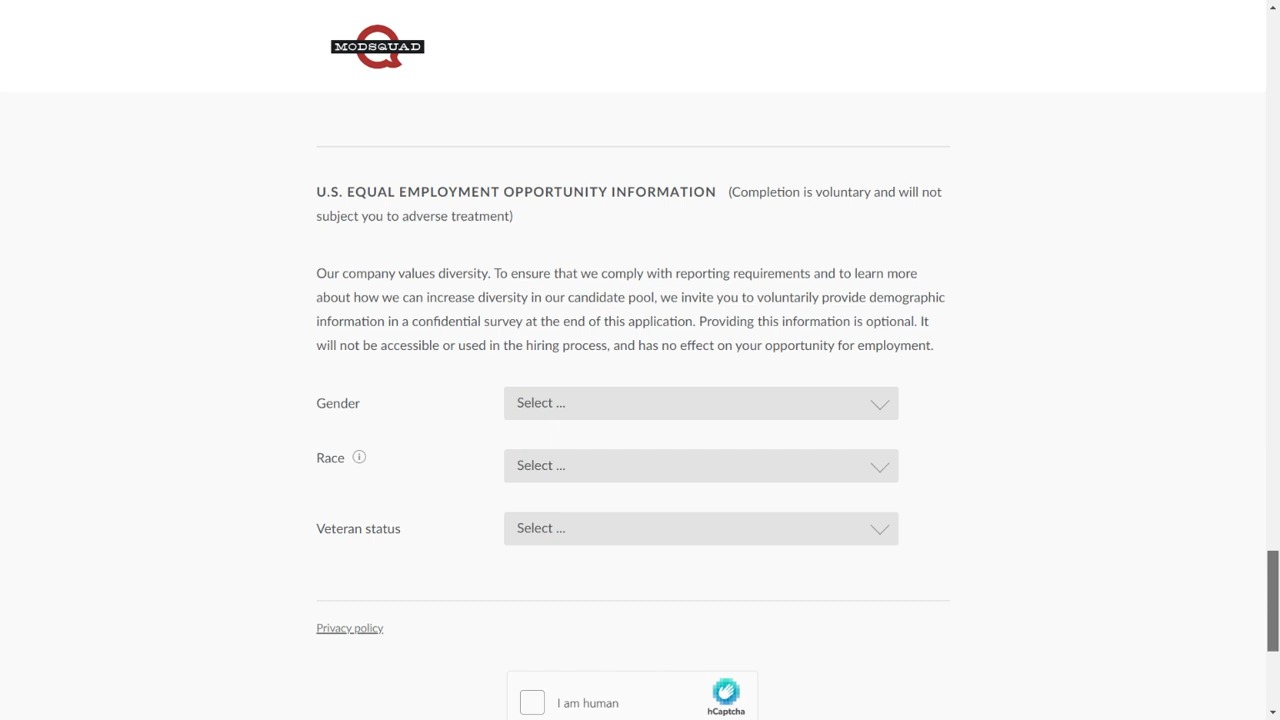 MODSQUAD
U.S. EQUAL EMPLOYMENT OPPORTUNITY INFORMATION (Completion is voluntary and will not
subject you to adverse treatment)
Our company values diversity. To ensure that we comply with reporting requirements and to learn more
about how we can increase diversity in our candidate pool, we invite you to voluntarily provide demographic
information in a confidential survey at the end of this application. Providing this information is optional. It
will not be accessible or used in the hiring process, and has no effect on your opportunity for employment.
Gender Select ...
Race Select ...
Veteran status Select ...
Privacy policy
I am human
hCaptcha